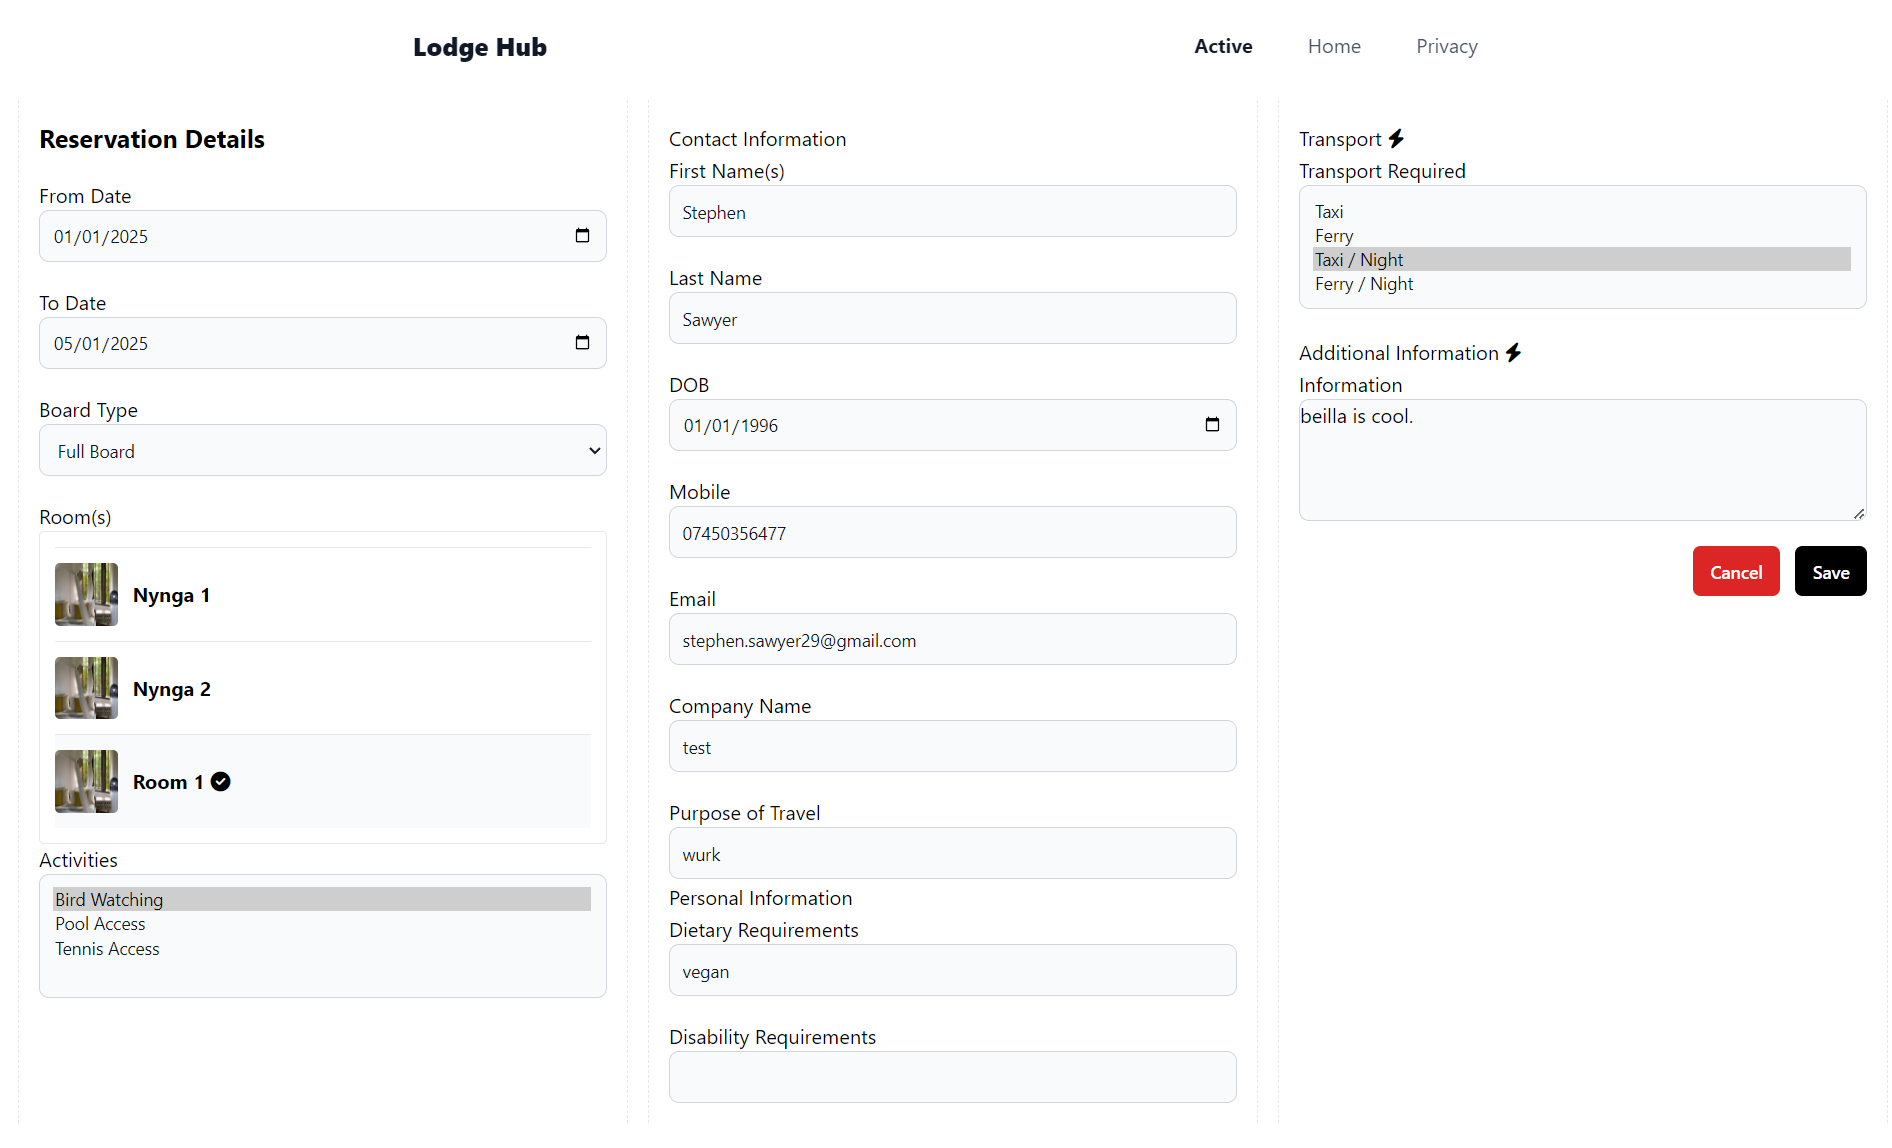 Lodge Hub
Active
Home
Privacy
Reservation Details
From Date
01/01/2025
To Date
05/01/2025
Board Type
Full Board
Room(s)
Nynga 1
Nynga 2
Room 1
Activities
Bird Watching
Pool Access
Tennis Access
Contact Information
First Name(s)
Stephen
Last Name
Sawyer
DOB
01/01/1996
Mobile
07450356477
Email
stephen.sawyer29@gmail.com
Company Name
test
Purpose of Travel
wurk
Personal Information
Dietary Requirements
vegan
Disability Requirements
Transport
Transport Required
Taxi
Ferry
Taxi / Night
Ferry / Night
Additional Information
Information
beilla is cool.
Cancel
Save